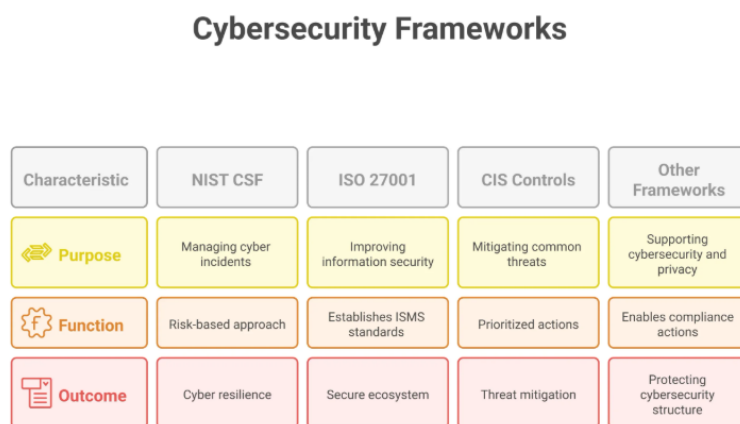 Cybersecurity Frameworks
Characteristic
NIST CSF
ISO 27001
CIS Controls
Other
Frameworks
Purpose
Managing cyber
incidents
Improving
information security
Mitigating common
threats
Supporting
cybersecurity and
privacy
Function
Risk-based approach
Establishes ISMS
standards
Prioritized actions
Enables compliance
actions
Outcome
Cyber resilience
Secure ecosystem
Threat mitigation
Protecting
cybersecurity
structure